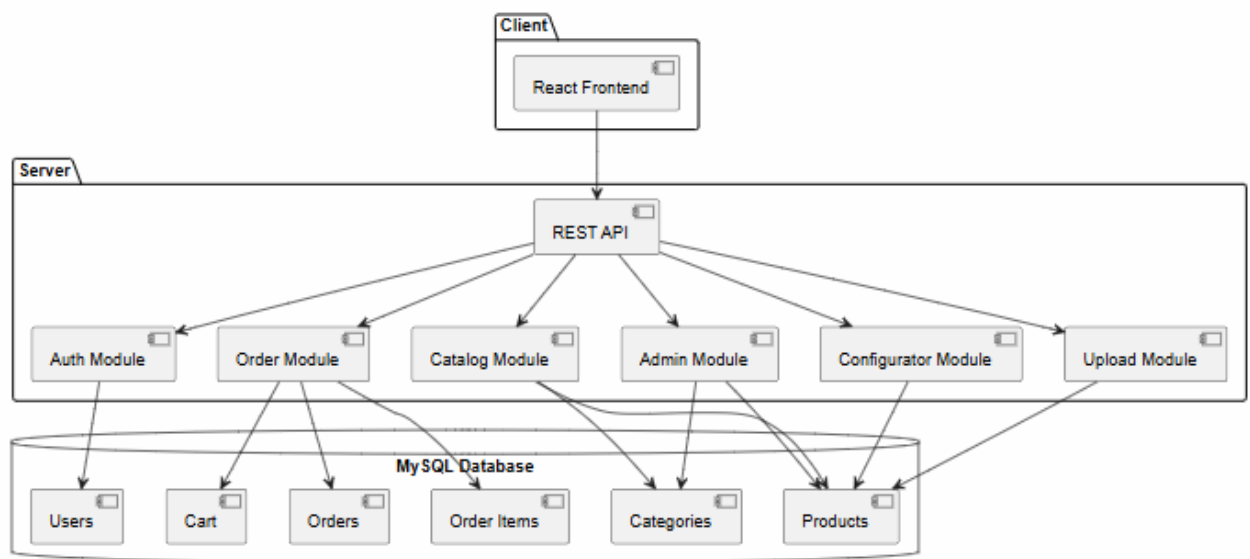 Client
React Frontend
Server
REST API
Auth Module
Order Module
Catalog Module
Admin Module
Configurator Module
Upload Module
MySQL Database
Users
Cart
Orders
Order Items
Categories
Products